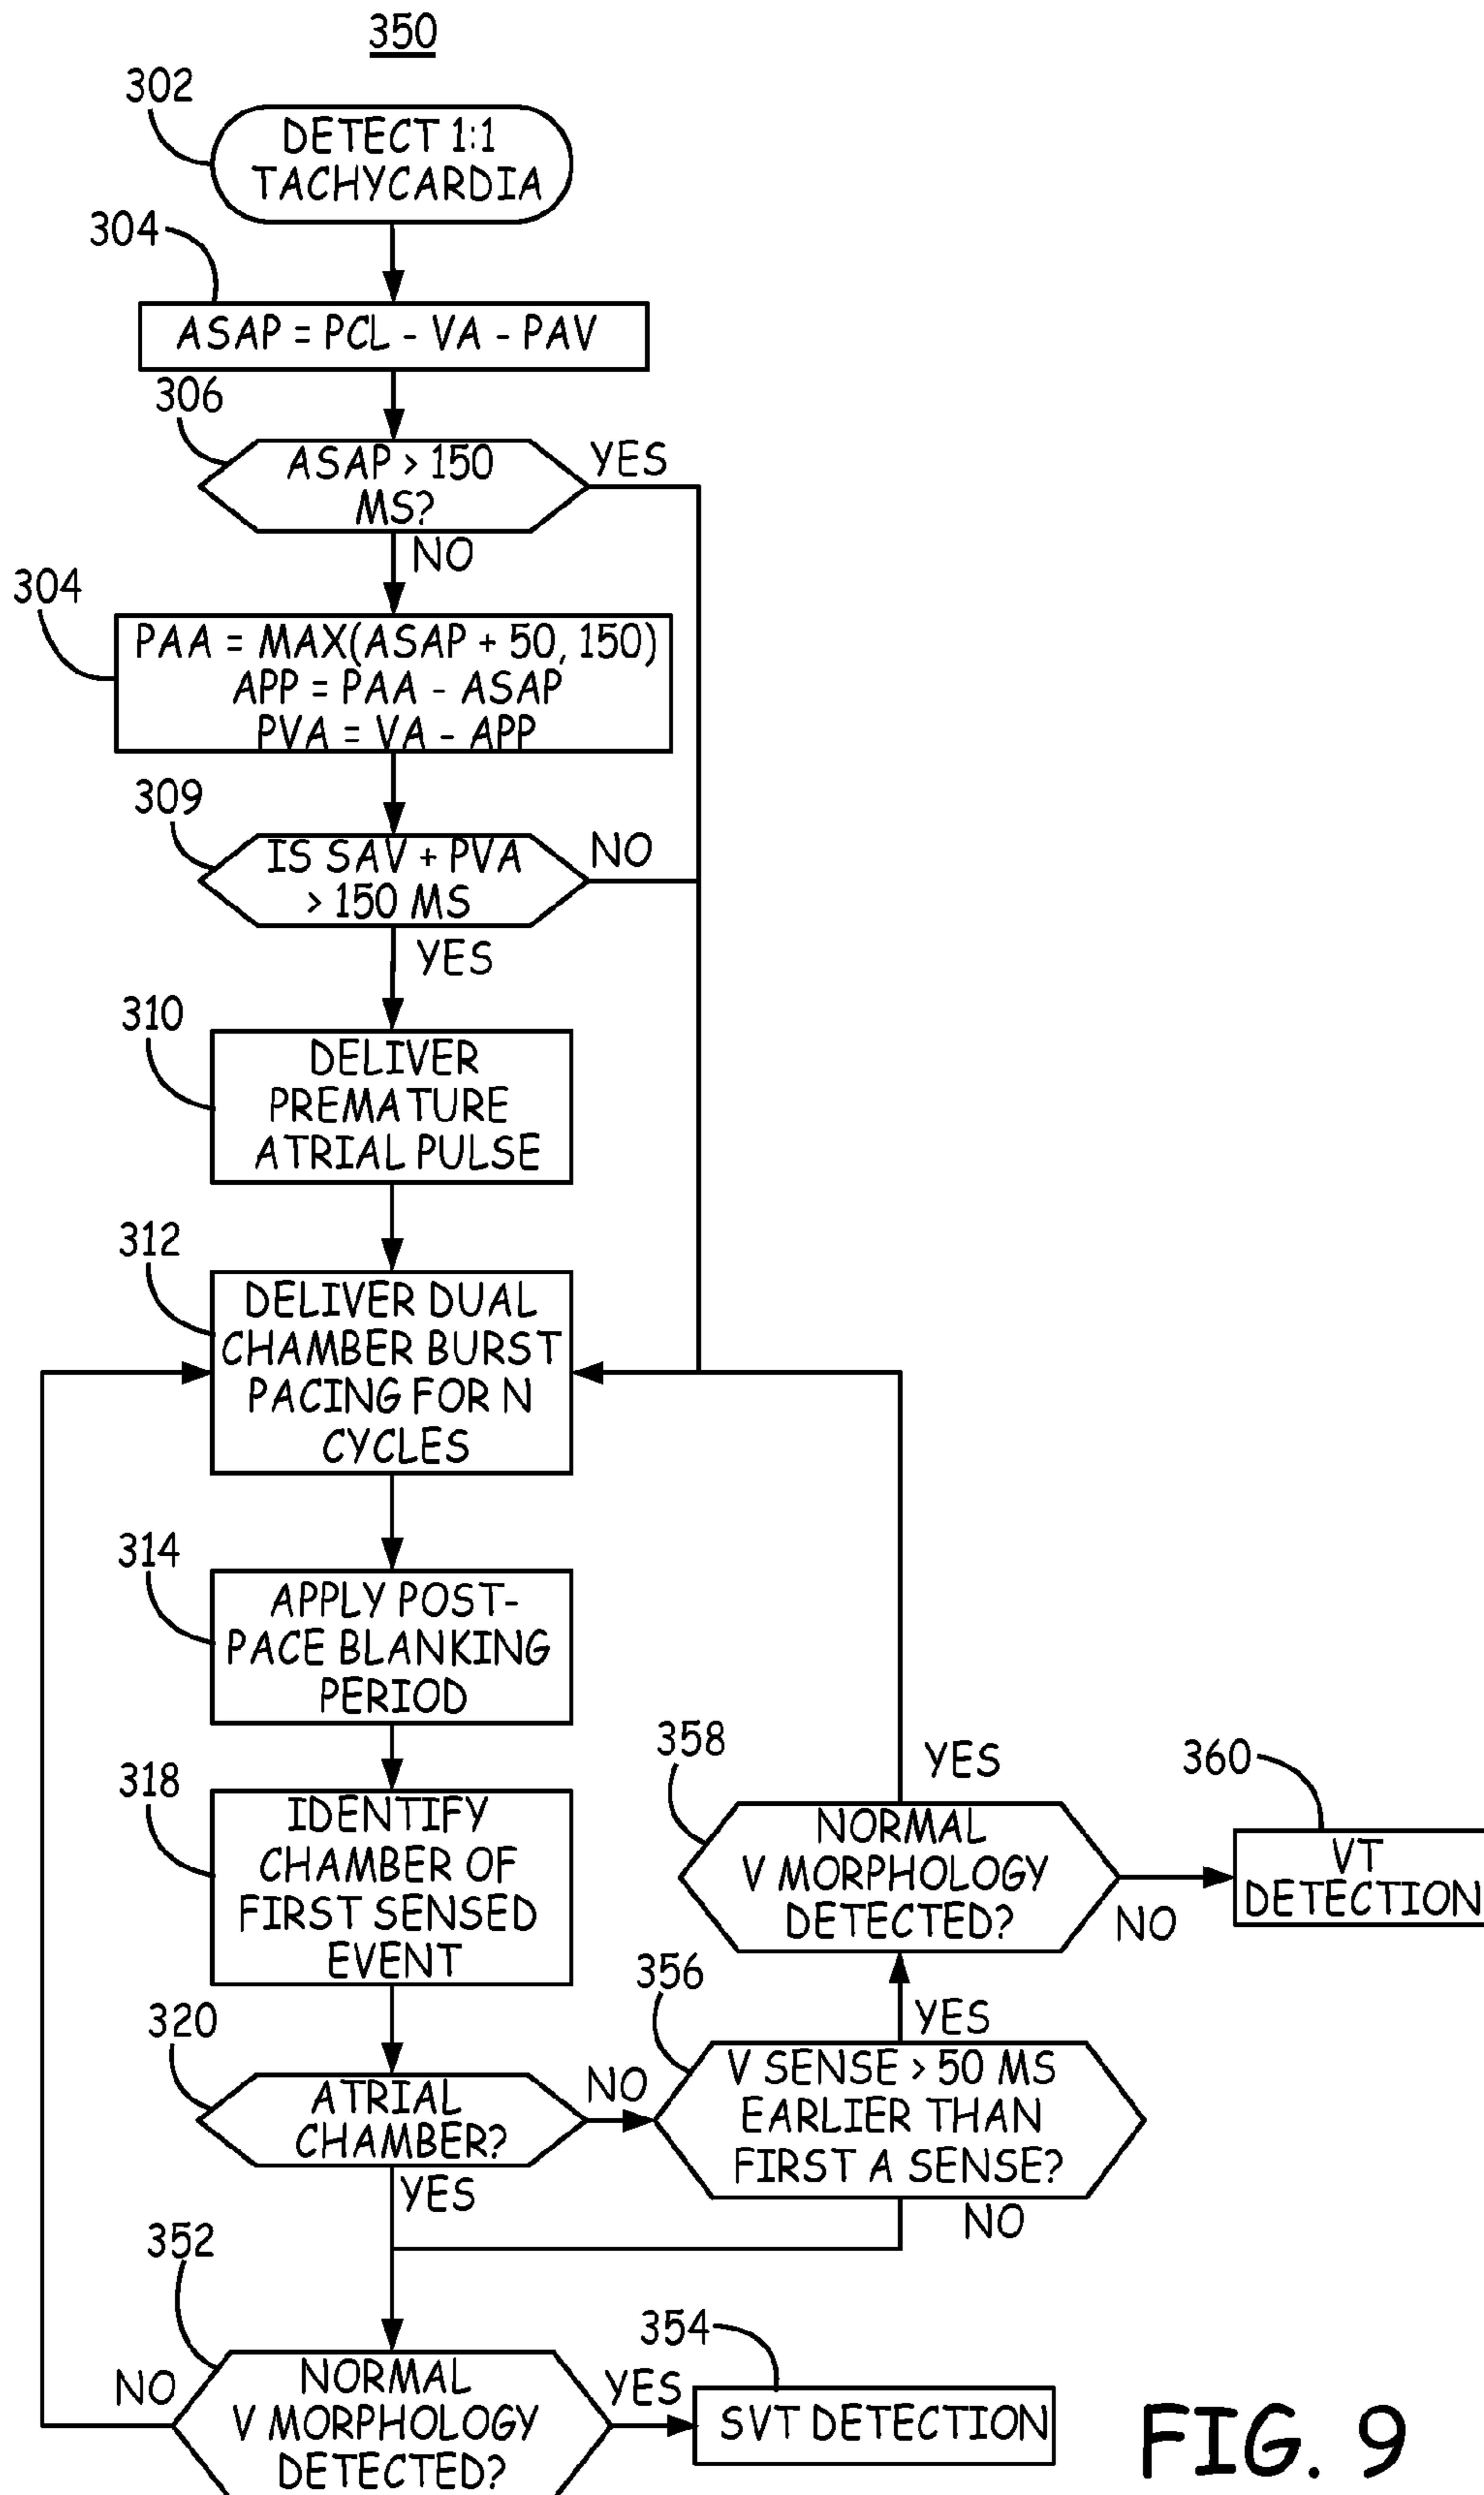 350
302
DETECT 1:1
TACHYCARDIA
304
ASAP = PCL - VA - PAV
306
ASAP > 150
MS?
YES
NO
304
PAA = MAX(ASAP + 50, 150)
APP = PAA - ASAP
PVA = VA - APP
309
IS SAV + PVA
> 150 MS
NO
YES
310
DELIVER
PREMATURE
ATRIAL PULSE
312
DELIVER DUAL
CHAMBER BURST
PACING FOR N
CYCLES
314
APPLY POST-
PACE BLANKING
PERIOD
318
IDENTIFY
CHAMBER OF
FIRST SENSED
EVENT
320
ATRIAL
CHAMBER?
NO
YES
356
V SENSE > 50 MS
EARLIER THAN
FIRST A SENSE?
YES
NO
358
NORMAL
V MORPHOLOGY
DETECTED?
YES
NO
360
VT
DETECTION
352
NORMAL
V MORPHOLOGY
DETECTED?
NO
YES
354
SVT DETECTION
FIG. 9